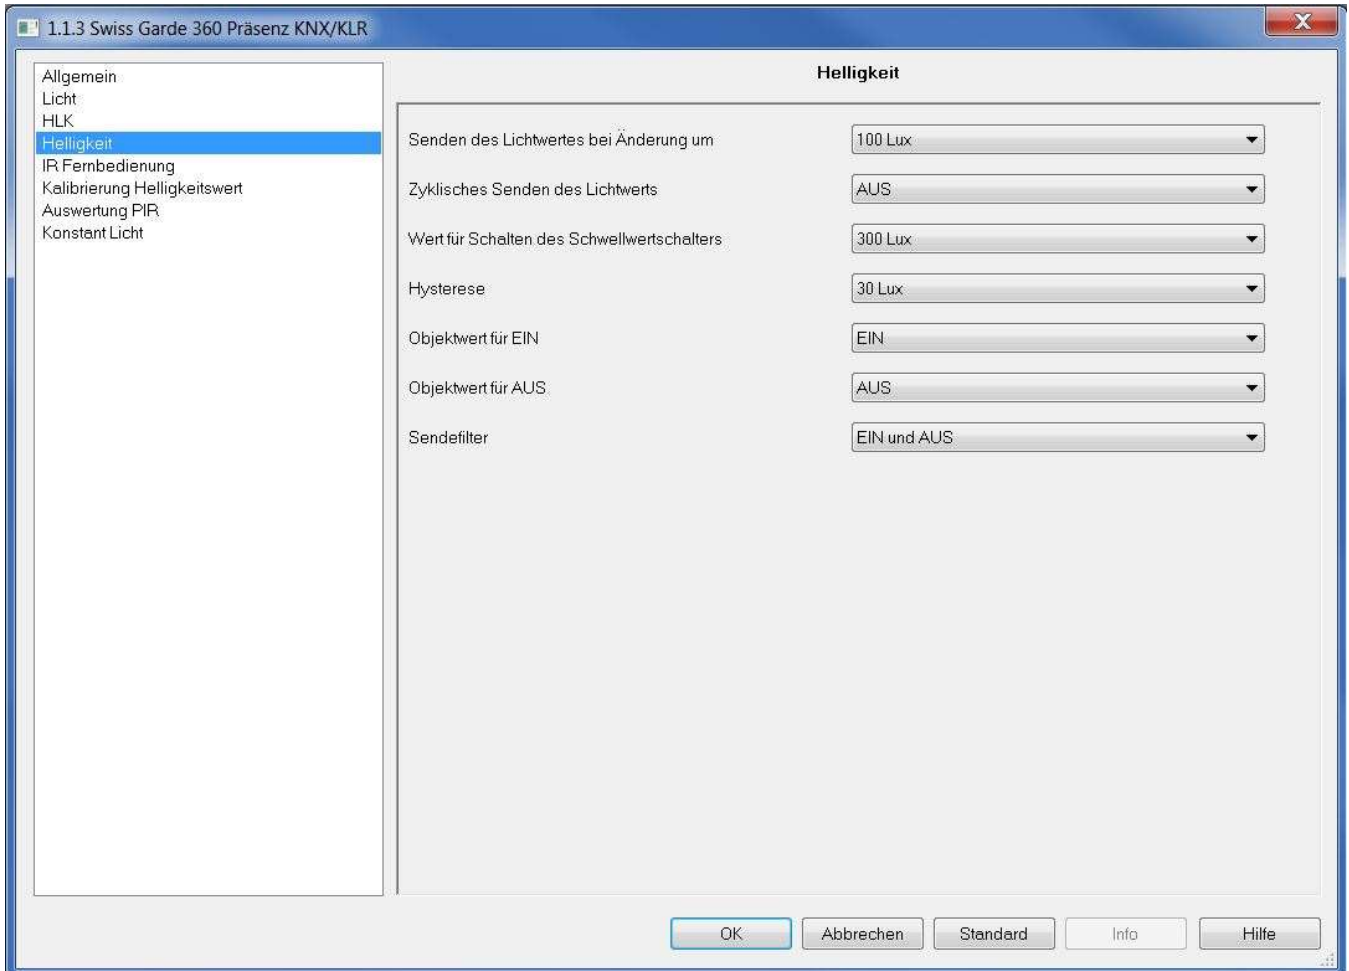 1.1.3 Swiss Garde 360 Präsenz KNX/KLR
X
Allgemein
Licht
HLK
Helligkeit
IR Fernbedienung
Kalibrierung Helligkeitswert
Auswertung PIR
Konstant Licht
Helligkeit
Senden des Lichtwertes bei Änderung um
100 Lux
Zyklisches Senden des Lichtwerts
AUS
Wert für Schalten des Schwellwertschalters
300 Lux
Hysterese
30 Lux
Objektwert für EIN
EIN
Objektwert für AUS
AUS
Sendefilter
EIN und AUS
OK
Abbrechen
Standard
Info
Hilfe